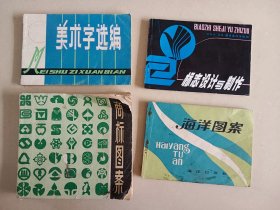 美术字选编
MEI SHU ZI XUAN BIAN
BIAOZHI SHEJI YU ZHIZUO
标志设计与制作
商标图案
海洋图案
HAIYANG
TU
AN